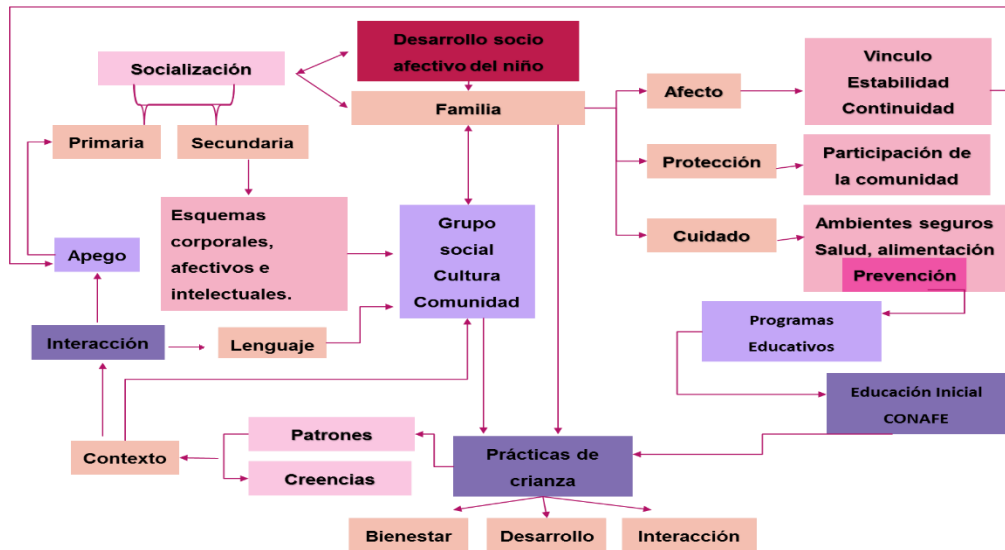 Desarrollo socio
afectivo del niño
Socialización
Familia
Afecto
Vinculo
Estabilidad
Continuidad
Primaria
Secundaria
Protección
Participación de
la comunidad
Esquemas
corporales,
afectivos e
intelectuales.
Grupo
social
Cultura
Comunidad
Cuidado
Ambientes seguros
Salud, alimentación
Prevención
Apego
Interacción
Lenguaje
Programas
Educativos
Educación Inicial
CONAFE
Patrones
Contexto
Creencias
Prácticas de
crianza
Bienestar
Desarrollo
Interacción